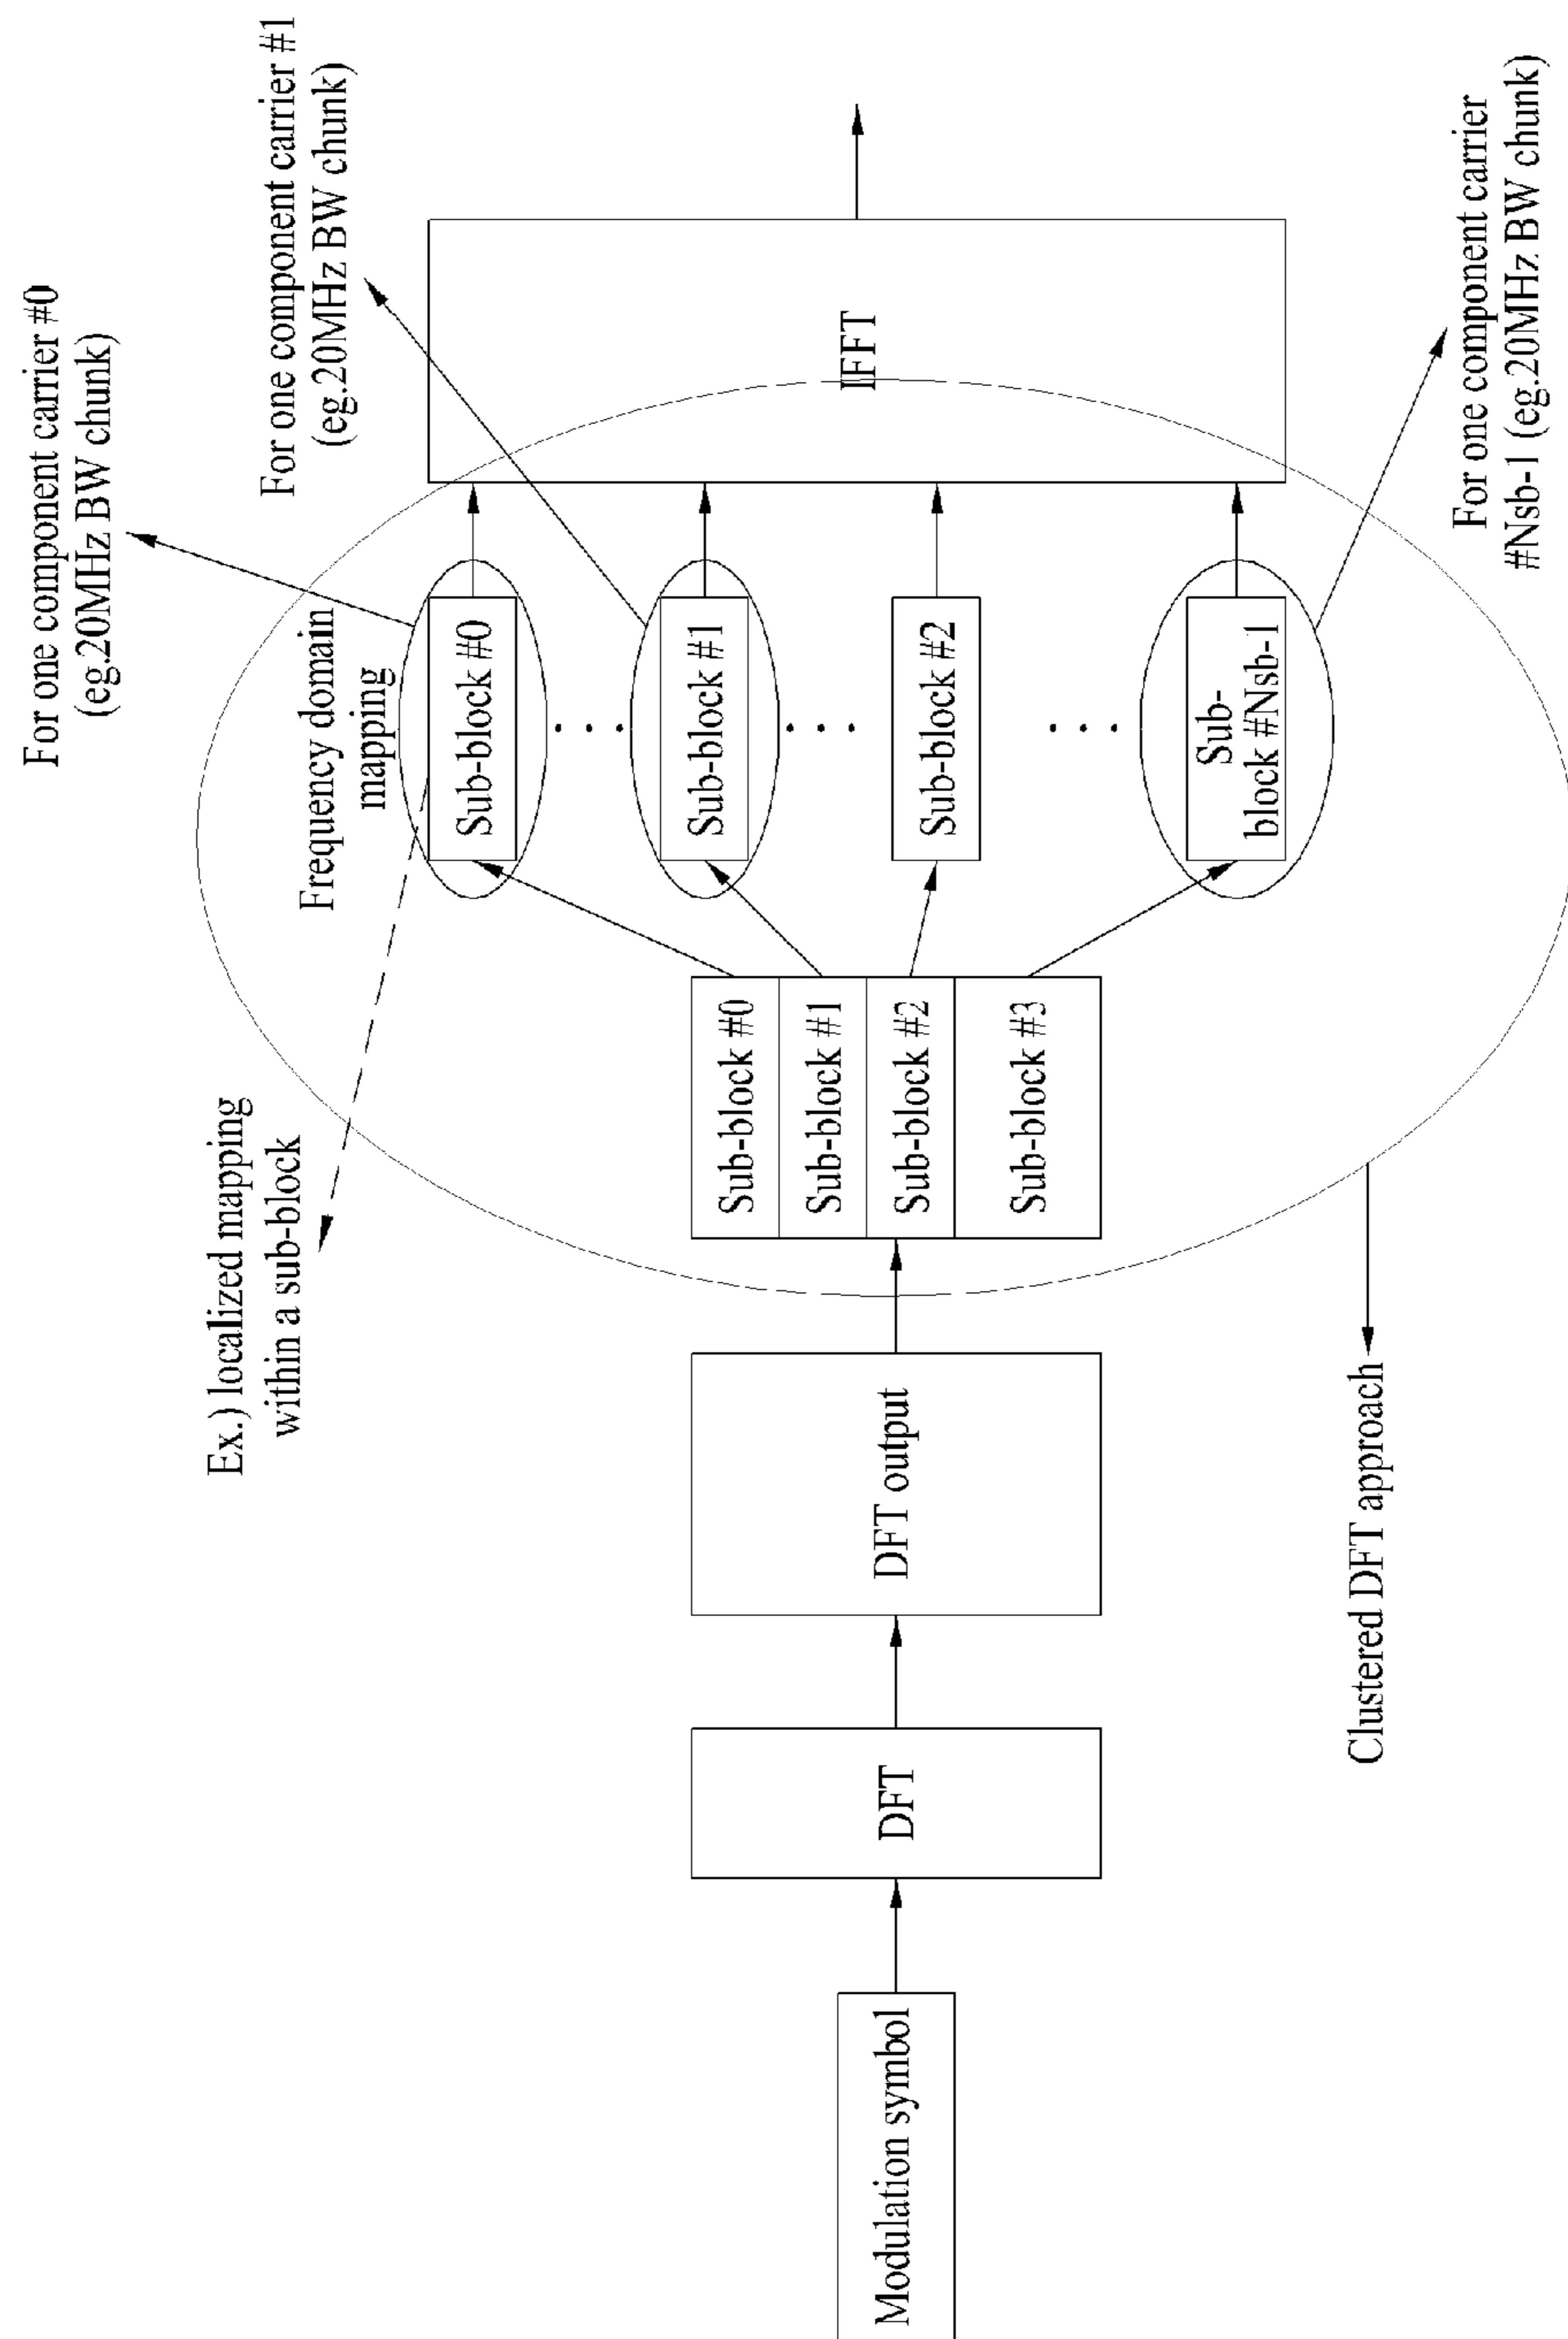 For one component carrier #0
(eg.20MHz BW chunk)
For one component carrier #1
(eg.20MHz BW chunk)
Ex.) localized mapping
within a sub-block
Frequency domain
mapping
Modulation symbol
DFT
DFT output
Sub-block #0
Sub-block #1
Sub-block #2
Sub-block #3
Sub-block #0
Sub-block #1
Sub-block #2
Sub-
block #Nsb-1
IFFT
Clustered DFT approach
For one component carrier
#Nsb-1 (eg.20MHz BW chunk)